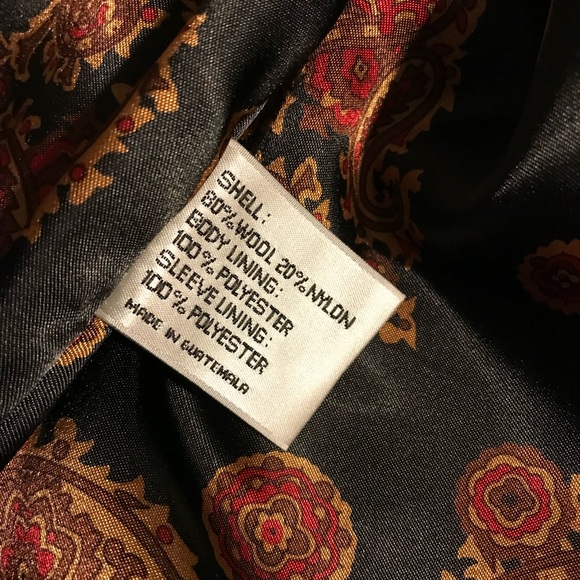 SHELL:
80% WOOL 20% NYLON
BODY LINING:
100% POLYESTER
SLEEVE LINING:
100% POLYESTER
MADE IN GUATEMALA